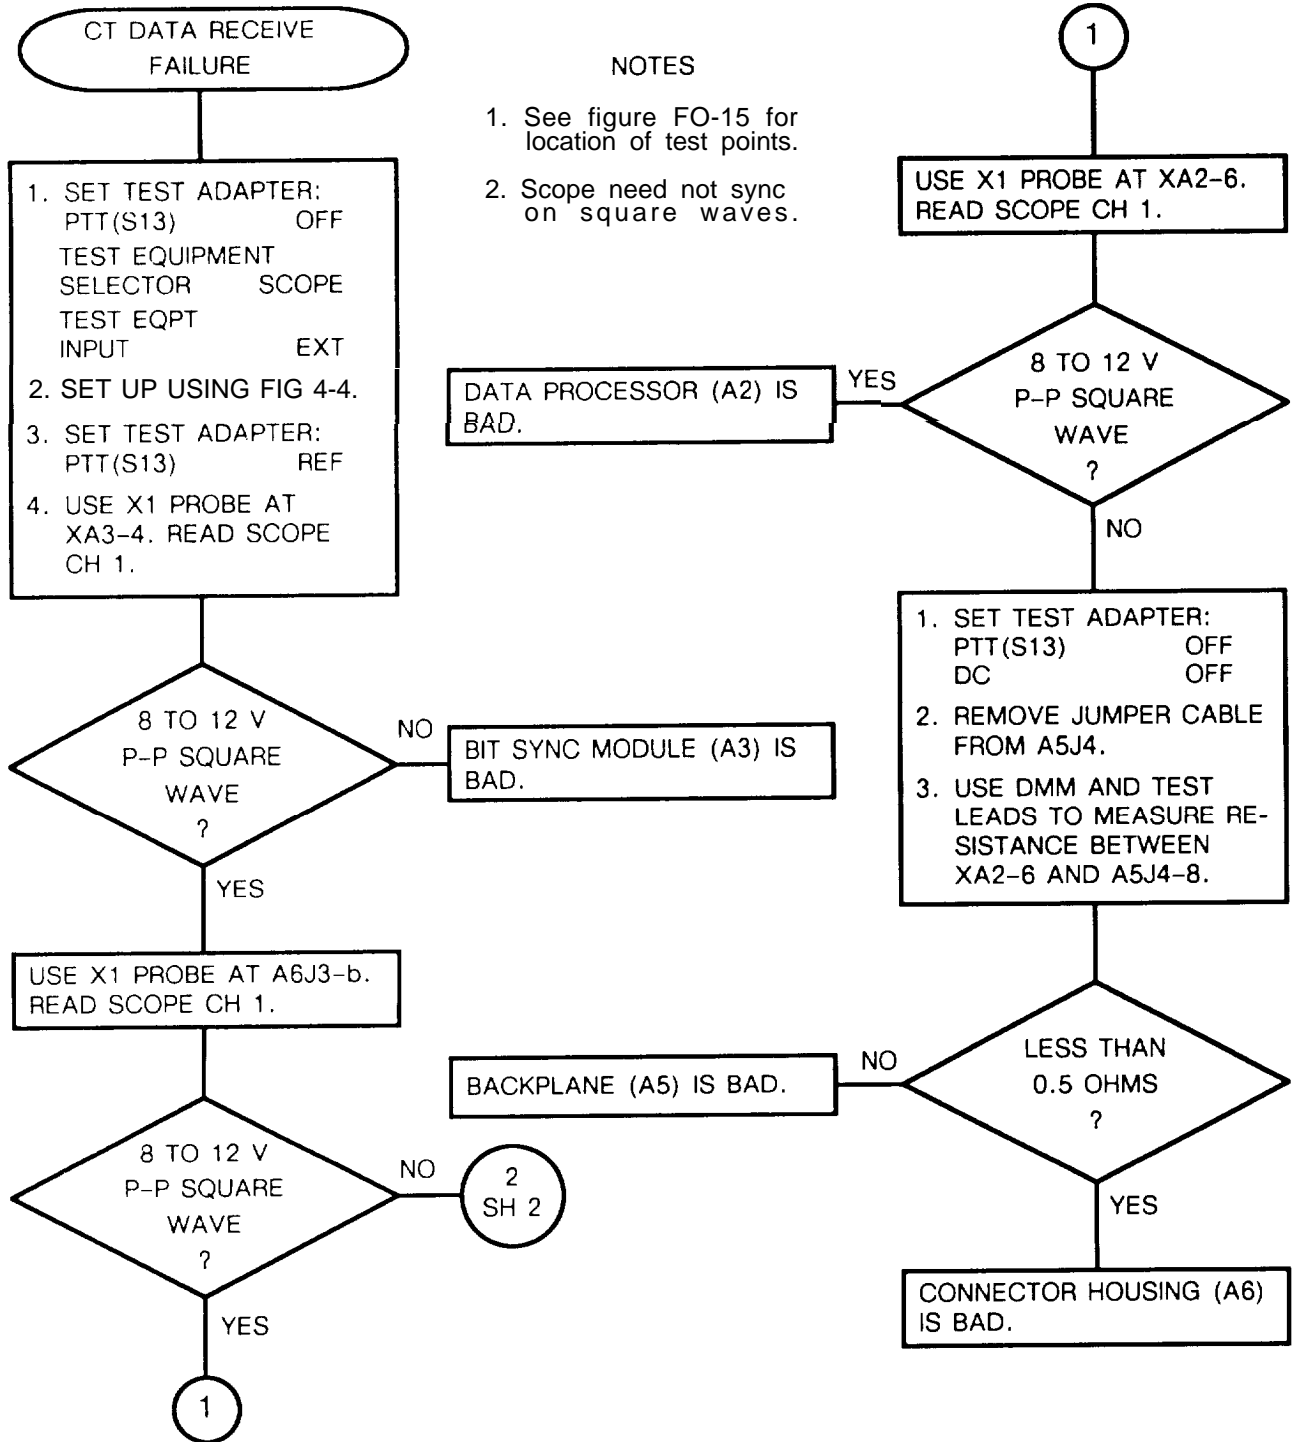 CT DATA RECEIVE
FAILURE
1. SET TEST ADAPTER:
PTT(S13) OFF
TEST EQUIPMENT
SELECTOR SCOPE
TEST EQPT
INPUT EXT
2. SET UP USING FIG 4-4.
3. SET TEST ADAPTER:
PTT(S13) REF
4. USE X1 PROBE AT
XA3-4. READ SCOPE
CH 1.
8 TO 12 V
P-P SQUARE
WAVE
?
NO
BIT SYNC MODULE (A3) IS
BAD.
YES
USE X1 PROBE AT A6J3-b.
READ SCOPE CH 1.
8 TO 12 V
P-P SQUARE
WAVE
?
NO
2
SH 2
YES
1
NOTES
1. See figure FO-15 for
location of test points.
2. Scope need not sync
on square waves.
1
USE X1 PROBE AT XA2-6.
READ SCOPE CH 1.
8 TO 12 V
P-P SQUARE
WAVE
?
YES
DATA PROCESSOR (A2) IS
BAD.
NO
1. SET TEST ADAPTER:
PTT(S13) OFF
DC OFF
2. REMOVE JUMPER CABLE
FROM A5J4.
3. USE DMM AND TEST
LEADS TO MEASURE RE-
SISTANCE BETWEEN
XA2-6 AND A5J4-8.
LESS THAN
0.5 OHMS
?
NO
BACKPLANE (A5) IS BAD.
YES
CONNECTOR HOUSING (A6)
IS BAD.